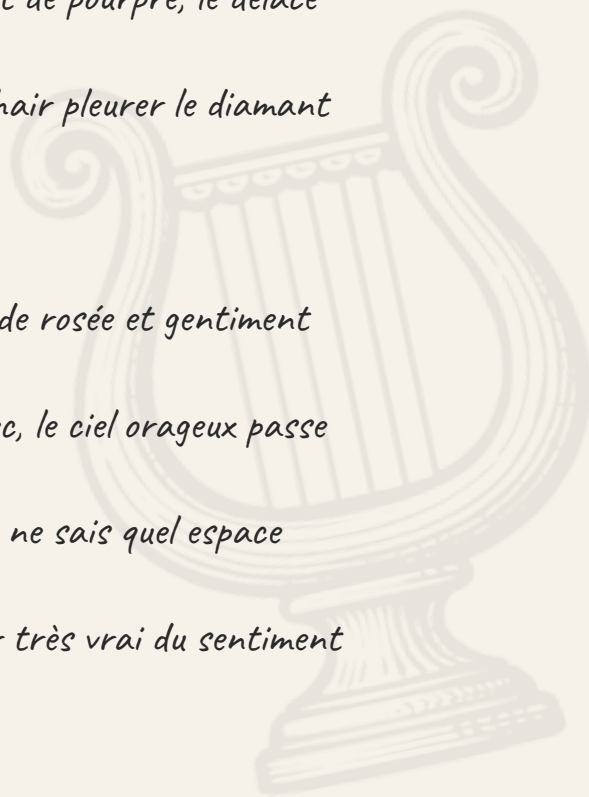 de pourpre, le délace
pleurer le diamant
de rosée et gentiment
le ciel orageux passe
ne sais quel espace
très vrai du sentiment